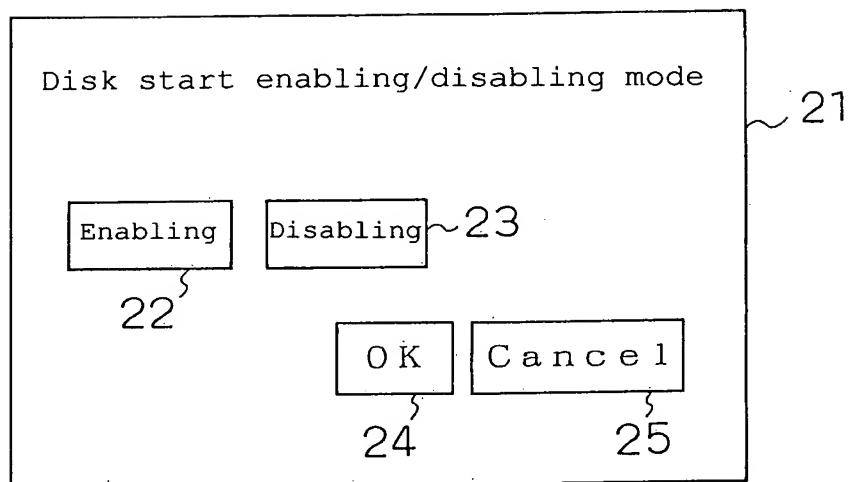 Disk start enabling/disabling mode
21
Enabling Disabling 23
22
OK Cancel
24 25